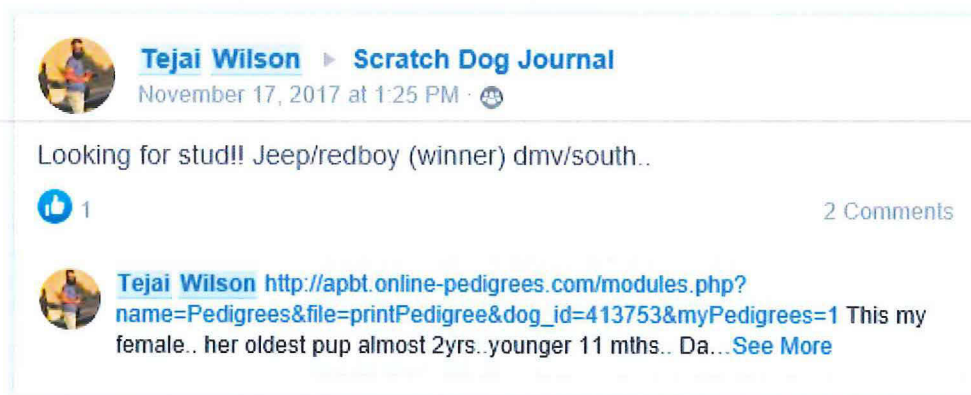 Tejai Wilson ▸ Scratch Dog Journal
November 17, 2017 at 1:25 PM ·
Looking for stud!! Jeep/redboy (winner) dmv/south..
1
2 Comments
Tejai Wilson http://apbt.online-pedigrees.com/modules.php?
name=Pedigrees&file=printPedigree&dog_id=413753&myPedigrees=1 This my
female.. her oldest pup almost 2yrs..younger 11 mths.. Da...See More